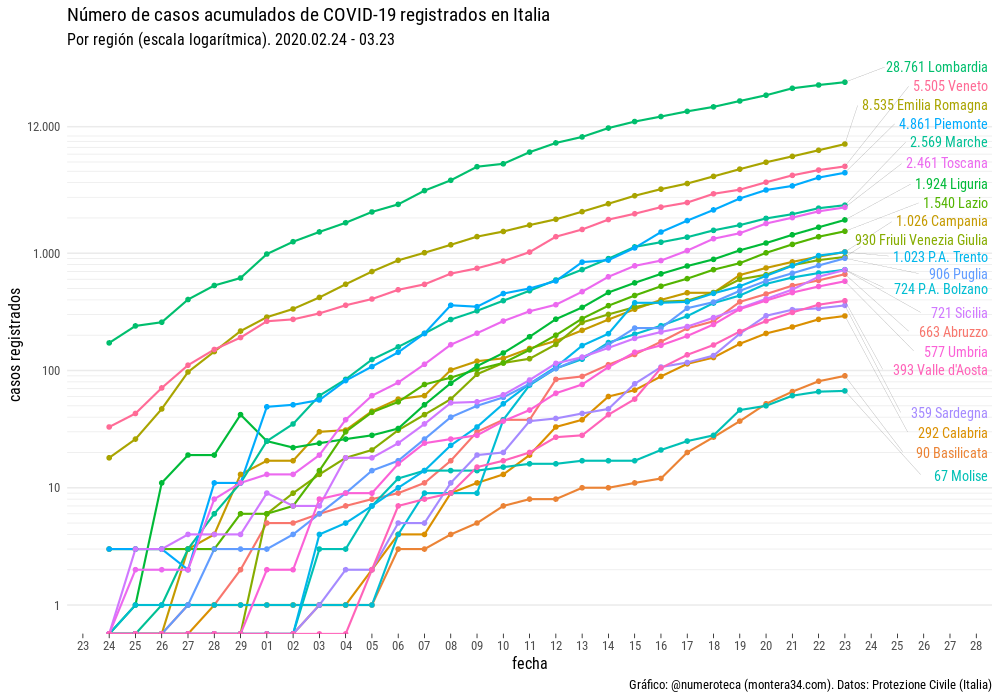 Número de casos acumulados de COVID-19 registrados en Italia
Por región (escala logarítmica). 2020.02.24 - 03.23
28.761 Lombardia
5.505 Veneto
8.535 Emilia Romagna
4.861 Piemonte
2.569 Marche
2.461 Toscana
1.924 Liguria
1.540 Lazio
1.026 Campania
930 Friuli Venezia Giulia
1.023 P.A. Trento
906 Puglia
724 P.A. Bolzano
721 Sicilia
663 Abruzzo
577 Umbria
393 Valle d'Aosta
359 Sardegna
292 Calabria
90 Basilicata
67 Molise
casos registrados
12.000
1.000
100
10
1
23 24 25 26 27 28 29 01 02 03 04 05 06 07 08 09 10 11 12 13 14 15 16 17 18 19 20 21 22 23 24 25 26 27 28
fecha
Gráfico: @numeroteca (montera34.com). Datos: Protezione Civile (Italia)